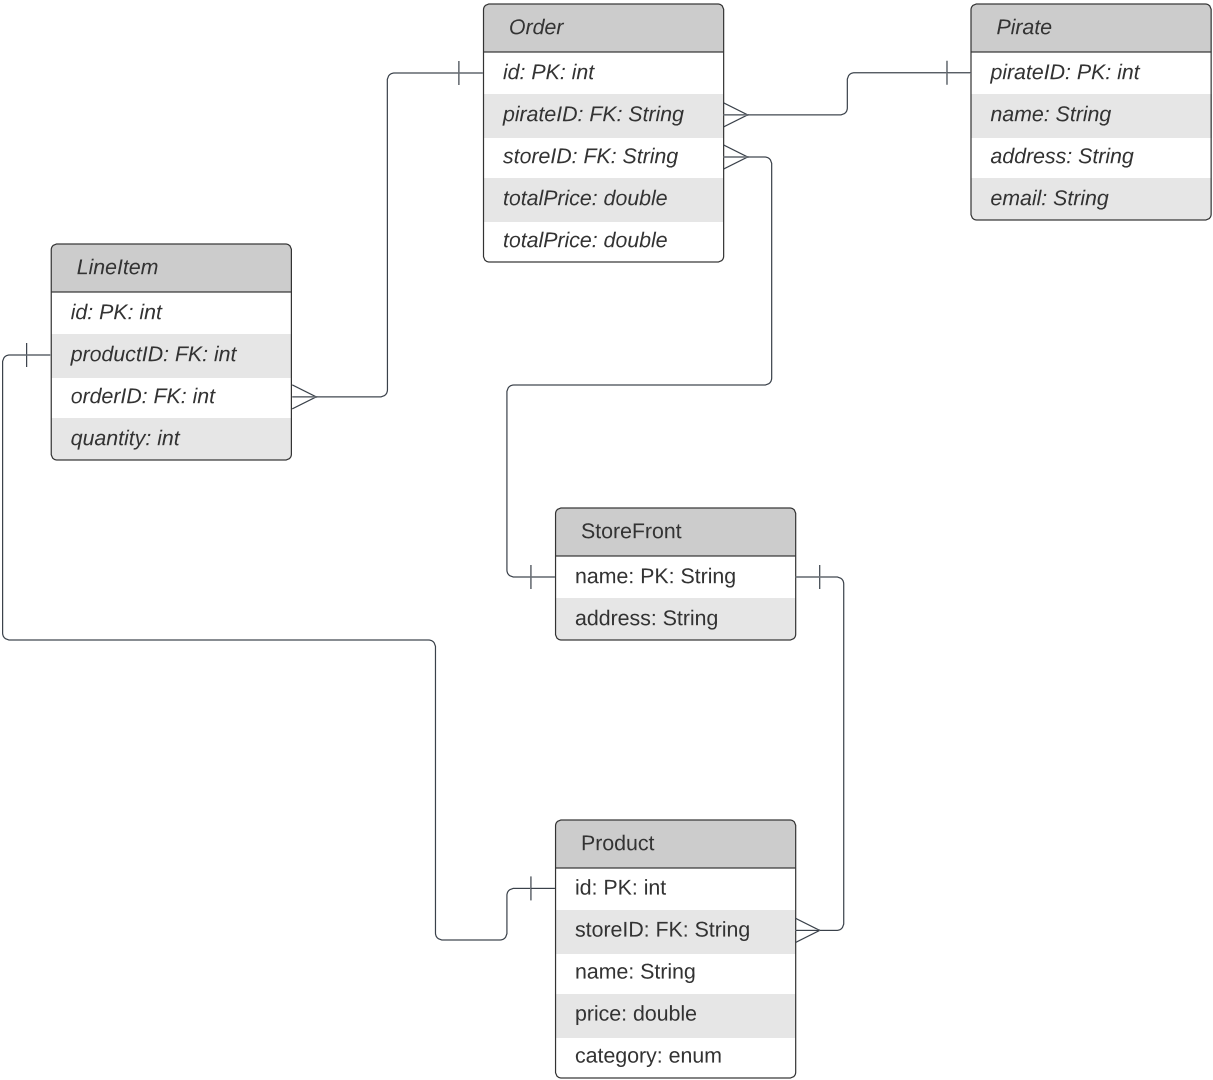 Order
id: PK: int
pirateID: FK: String
storeID: FK: String
totalPrice: double
totalPrice: double
Pirate
pirateID: PK: int
name: String
address: String
email: String
LineItem
id: PK: int
productID: FK: int
orderID: FK: int
quantity: int
StoreFront
name: PK: String
address: String
Product
id: PK: int
storeID: FK: String
name: String
price: double
category: enum